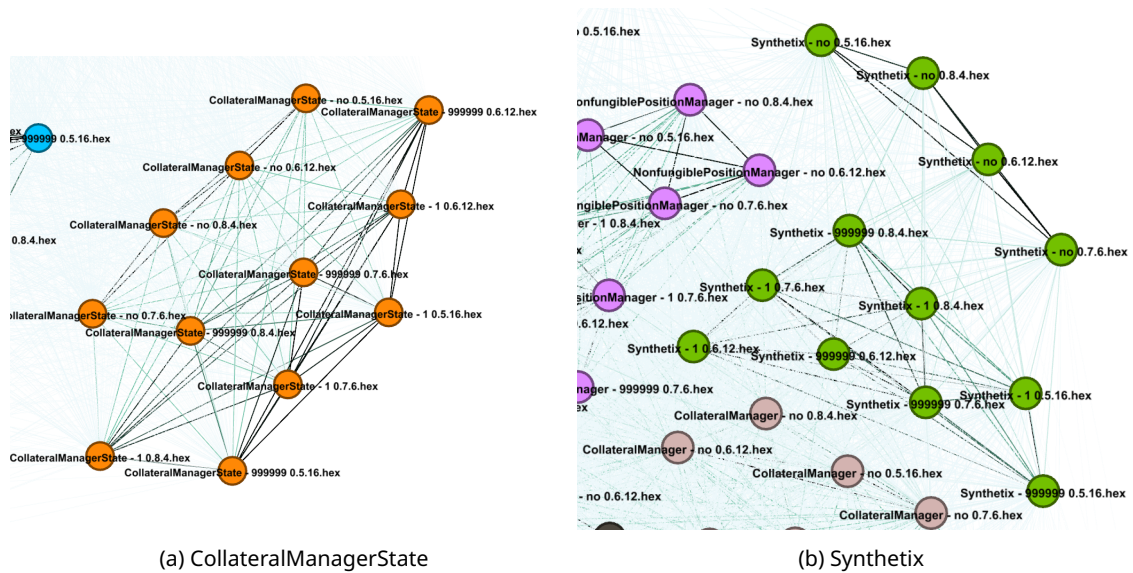 CollateralManagerState - no 0.5.16.hex
CollateralManagerState - 999999 0.6.12.hex
ex
- 999999 0.5.16.hex
CollateralManagerState - no 0.6.12.hex
CollateralManagerState - 1 0.6.12.hex
CollateralManagerState - no 0.8.4.hex
0.8.4.hex
CollateralManagerState - 999999 0.7.6.hex
ollateralManagerState - no 0.7.6.hex
CollateralManagerState - 1 0.5.16.hex
CollateralManagerState - 999999 0.8.4.hex
CollateralManagerState - 1 0.7.6.hex
CollateralManagerState - 1 0.8.4.hex
CollateralManagerState - 999999 0.5.16.hex
(a) CollateralManagerState
o 0.5.16.hex
Synthetix - no 0.5.16.hex
Synthetix - no 0.8.4.hex
onfungiblePositionManager - no 0.8.4.hex
nManager - no 0.5.16.hex
Synthetix - no 0.6.12.hex
NonfungiblePositionManager - no 0.6.12.hex
ngiblePositionManager - no 0.7.6.hex
er - 1 0.8.4.hex
Synthetix - 999999 0.8.4.hex
Synthetix - no 0.7.6.hex
x
Synthetix - 1 0.7.6.hex
sitionManager - 1 0.7.6.hex
Synthetix - 1 0.8.4.hex
.6.12.hex
Synthetix - 1 0.6.12.hex
Synthetix - 999999 0.6.12.hex
nager - 999999 0.7.6.hex
Synthetix - 1 0.5.16.hex
Synthetix - 999999 0.7.6.hex
ex
CollateralManager - no 0.8.4.hex
CollateralManager - no 0.6.12.hex
CollateralManager - no 0.5.16.hex
Synthetix - 999999 0.5.16.hex
- no 0.6.12.hex
CollateralManager - no 0.7.6.hex
(b) Synthetix